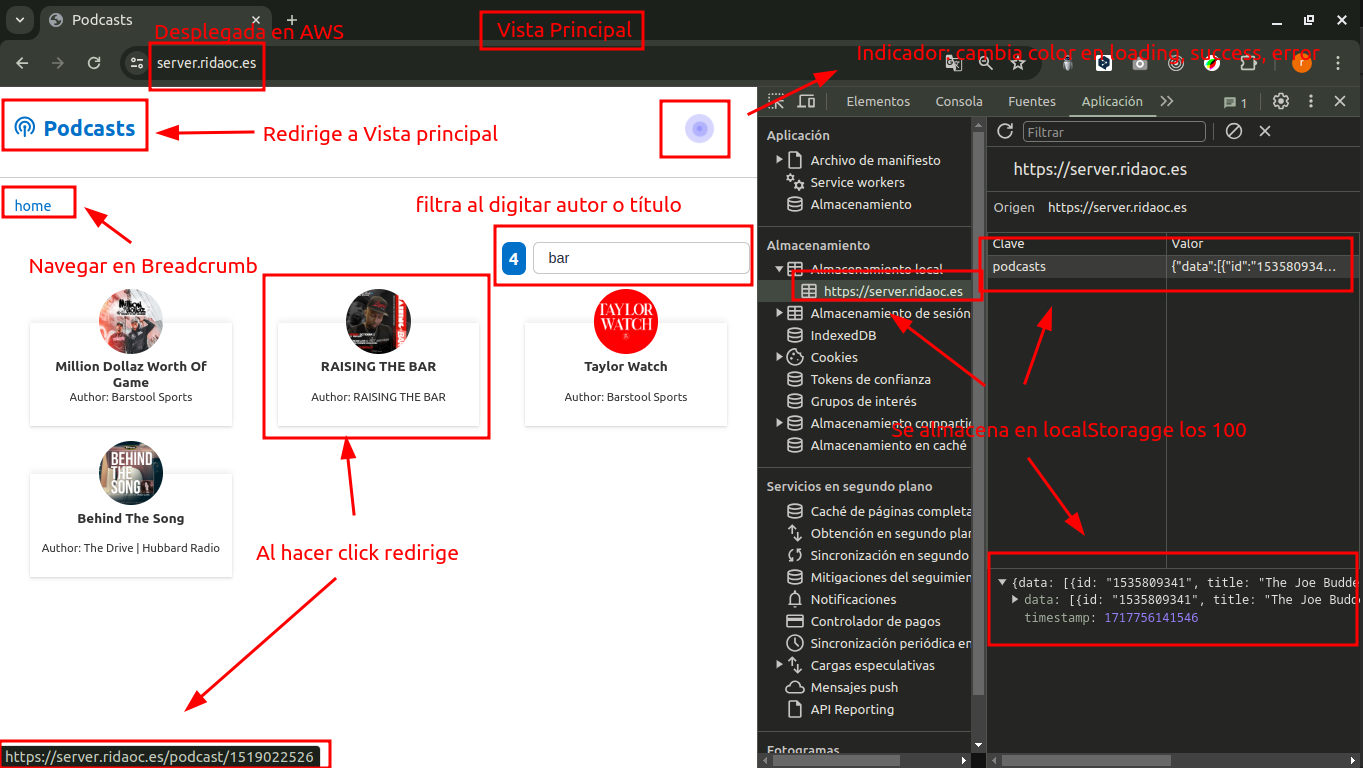 Podcasts
Desplegada en AWS
Vista Principal
server.ridaoc.es
Indicador: cambia color en loading, success, error
r
Podcasts
Redirige a Vista principal
home
Navegar en Breadcrumb
filtra al digitar autor o título
4
bar
Million Dollaz Worth Of
Game
Author: Barstool Sports
RAISING THE BAR
Author: RAISING THE BAR
TAYLOR
WATCH
Taylor Watch
Author: Barstool Sports
BEHIND
THE
SONG
Behind The Song
Author: The Drive | Hubbard Radio
Al hacer click redirige
https://server.ridaoc.es/podcast/1519022526
Elementos
Consola
Fuentes
Aplicación
1
Aplicación
Archivo de manifiesto
Service workers
Almacenamiento
Almacenamiento
Almacenamiento local
https://server.ridaoc.es
Almacenamiento de sesión
IndexedDB
Cookies
Tokens de confianza
Grupos de interés
Almacenamiento comparti
Almacenamiento en caché
Servicios en segundo plano
Caché de páginas completa
Obtención en segundo plan
Sincronización en segundo
Mitigaciones del seguimien
Notificaciones
Controlador de pagos
Sincronización periódica en
Cargas especulativas
Mensajes push
API Reporting
Fotogramas
Filtrar
https://server.ridaoc.es
Origen https://server.ridaoc.es
Clave Valor
podcasts {"data":[{"id":"153580934…
Se almacena en localStoragge los 100
{data: [{id: "1535809341", title: "The Joe Budde
data: [{id: "1535809341", title: "The Joe Budde
timestamp: 1717756141546